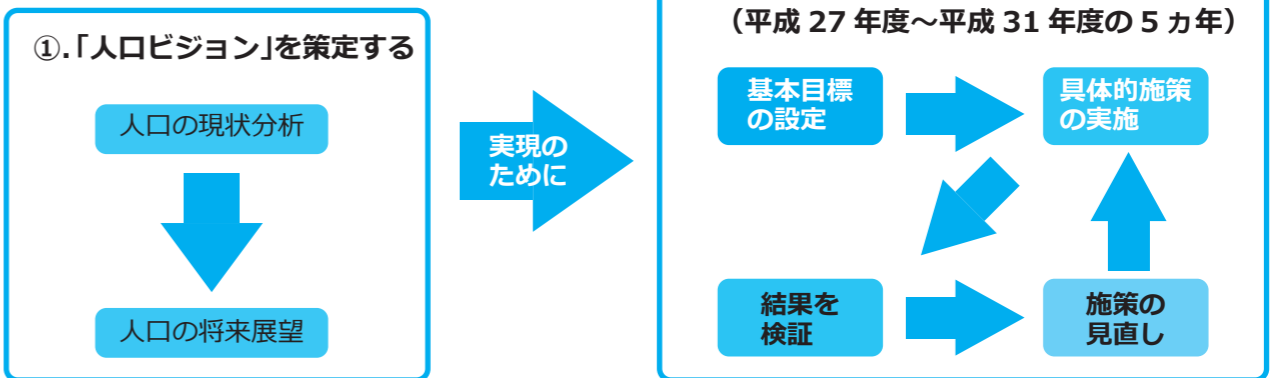 ①.「人口ビジョン」を策定する
人口の現状分析
人口の将来展望
実現の
ために
（平成 27 年度～平成 31 年度の 5 ヵ年）
基本目標
の設定
具体的施策
の実施
結果を
検証
施策の
見直し